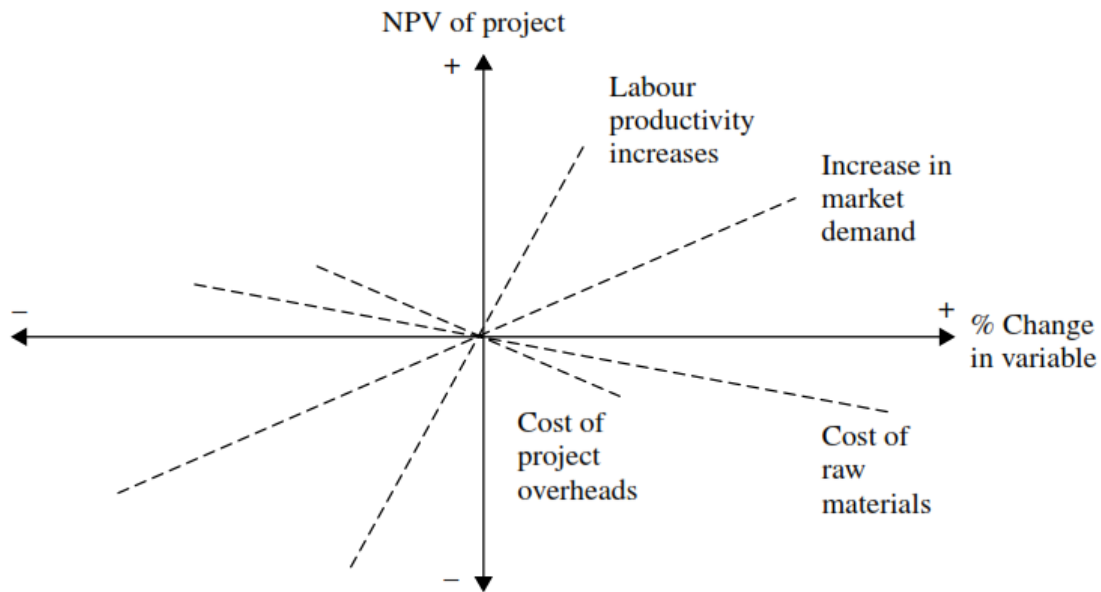 NPV of project
+
Labour
productivity
increases
Increase in
market
demand
–
+
% Change
in variable
Cost of
project
overheads
Cost of
raw
materials
–